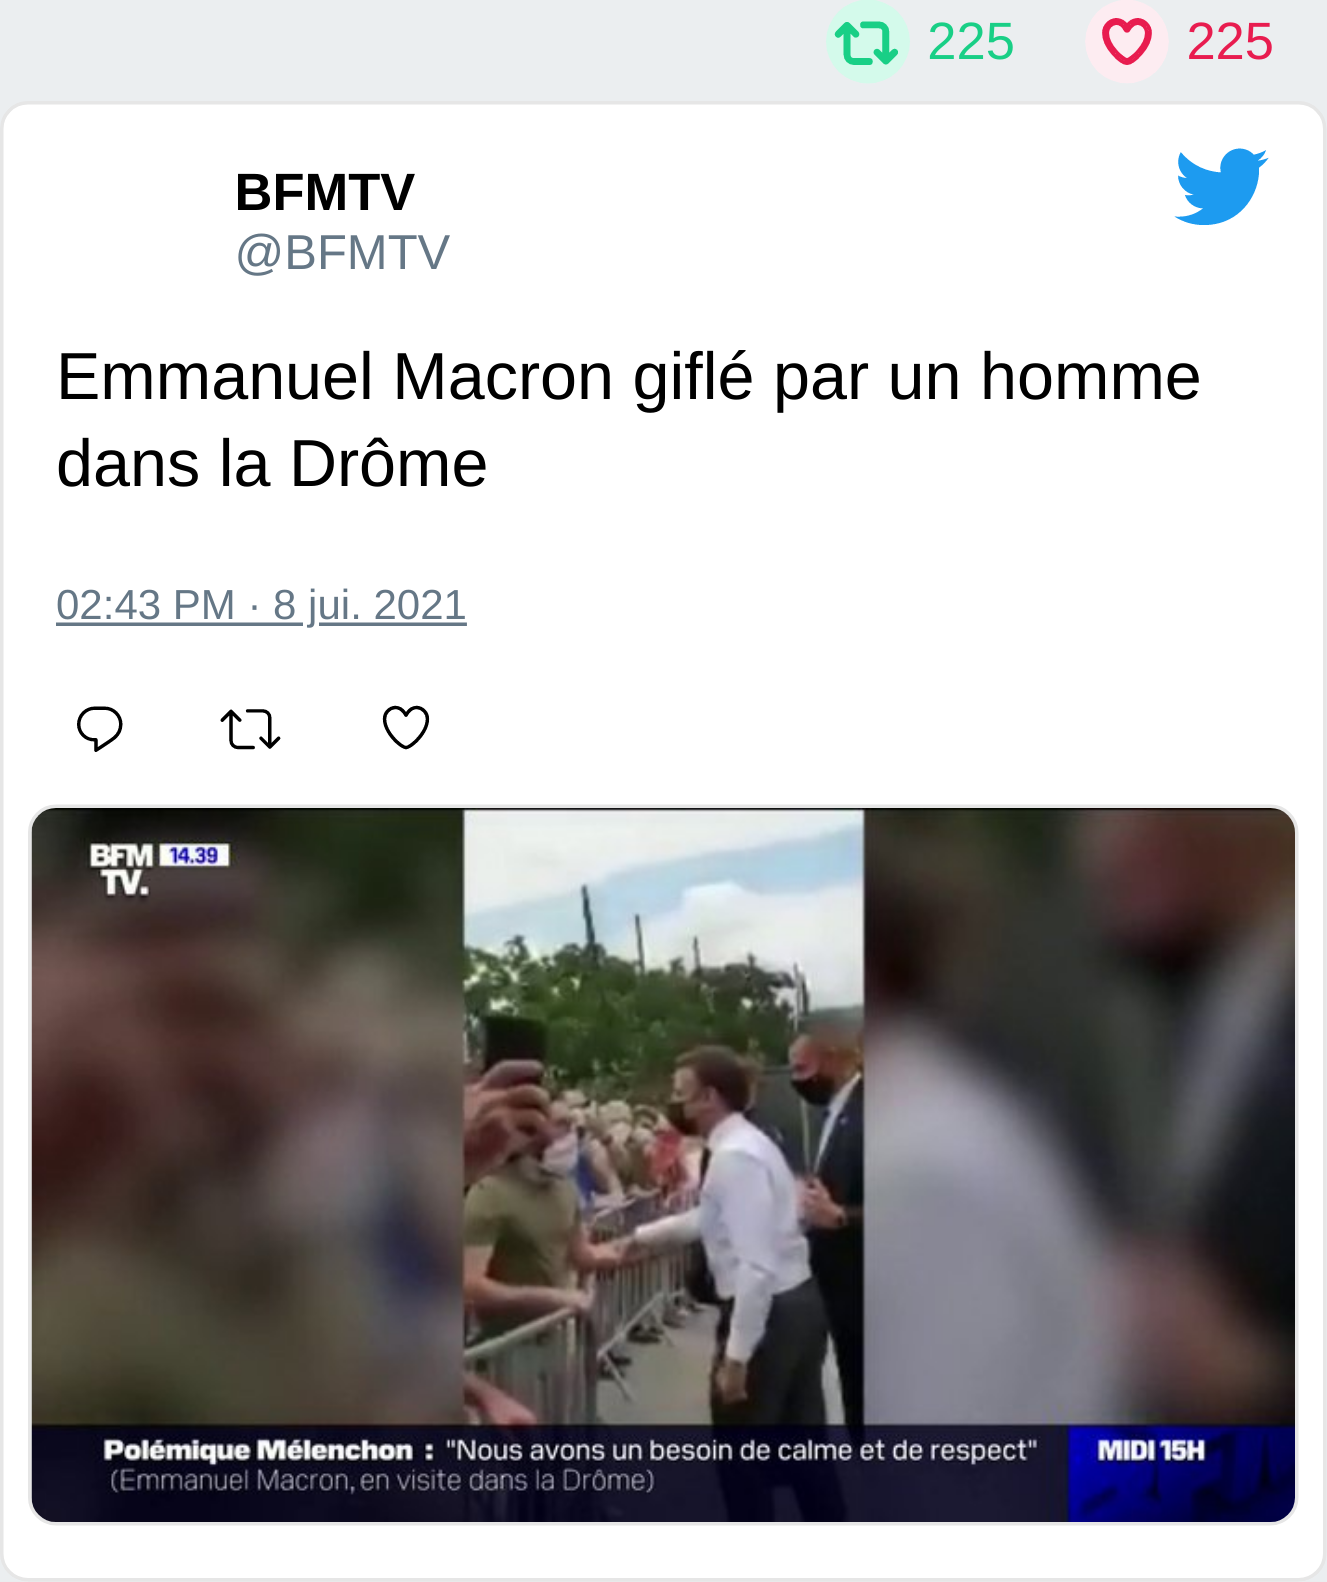 225 225
BFMTV
@BFMTV
Emmanuel Macron giflé par un homme
dans la Drôme
02:43 PM · 8 jui. 2021
BFM 14.39
TV.
Polémique Mélenchon : "Nous avons un besoin de calme et de respect"
(Emmanuel Macron, en visite dans la Drôme)
MIDI 15H